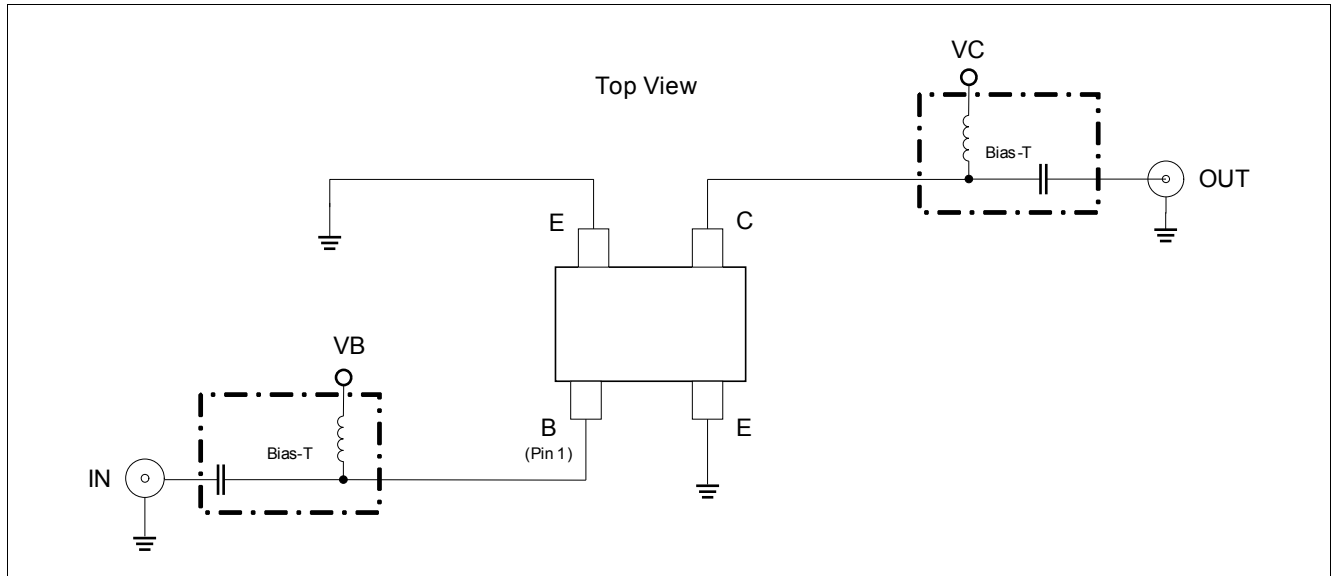 VC
Top View
Bias-T
OUT
E
C
VB
B
E
(Pin 1)
Bias-T
IN